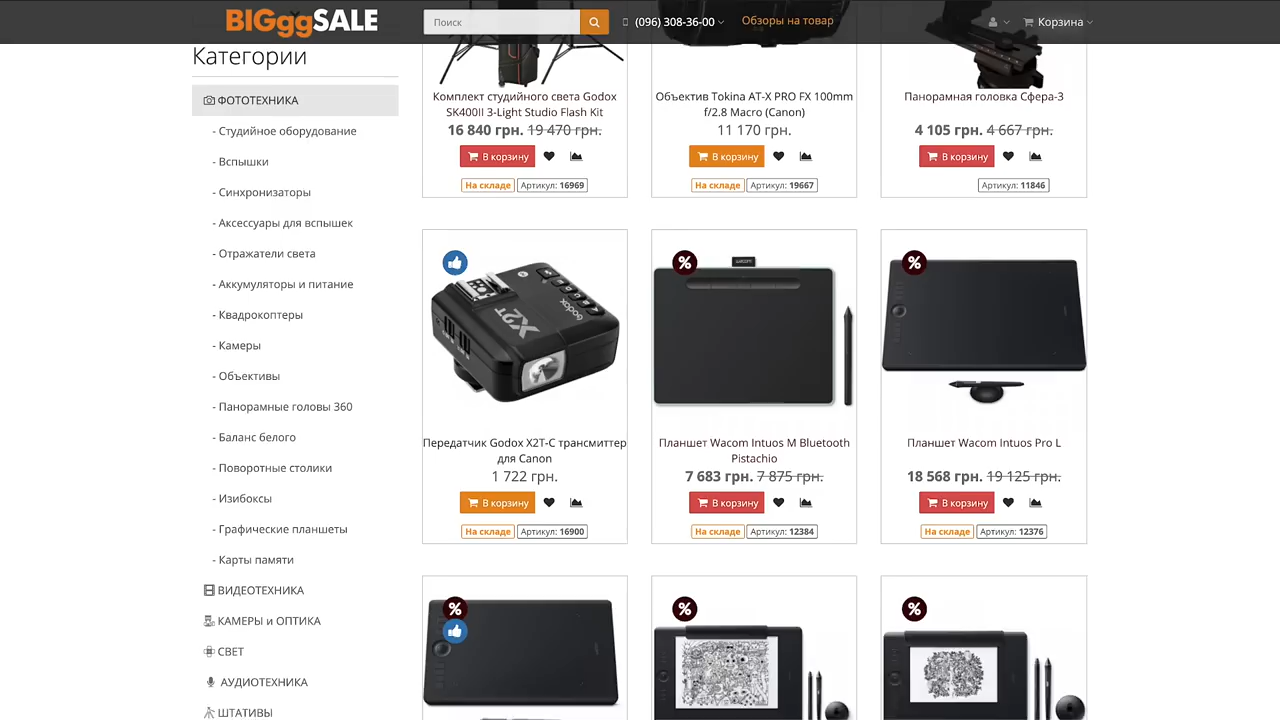 BIGggSALE
Поиск
(096) 308-36-00
Обзоры на товар
Корзина
Категории
ФОТОТЕХНИКА
- Студийное оборудование
- Вспышки
- Синхронизаторы
- Аксессуары для вспышек
- Отражатели света
- Аккумуляторы и питание
- Квадрокоптеры
- Камеры
- Объективы
- Панорамные головы 360
- Баланс белого
- Поворотные столики
- Изибоксы
- Графические планшеты
- Карты памяти
ВИДЕОТЕХНИКА
КАМЕРЫ и ОПТИКА
СВЕТ
АУДИОТЕХНИКА
ШТАТИВЫ
Комплект студийного света Godox
SK400II 3-Light Studio Flash Kit
16 840 грн. 19 470 грн.
В корзину
На складе Артикул: 16969
Объектив Tokina AT-X PRO FX 100mm
f/2.8 Macro (Canon)
11 170 грн.
В корзину
На складе Артикул: 19667
Панорамная головка Сфера-3
4 105 грн. 4 667 грн.
В корзину
Артикул: 11846
X2T
Godox
Передатчик Godox X2T-C трансмиттер
для Canon
1 722 грн.
В корзину
На складе Артикул: 16900
%
wacom
Планшет Wacom Intuos M Bluetooth
Pistachio
7 683 грн. 7 875 грн.
В корзину
На складе Артикул: 12384
%
Планшет Wacom Intuos Pro L
18 568 грн. 19 125 грн.
В корзину
На складе Артикул: 12376
%
%
%